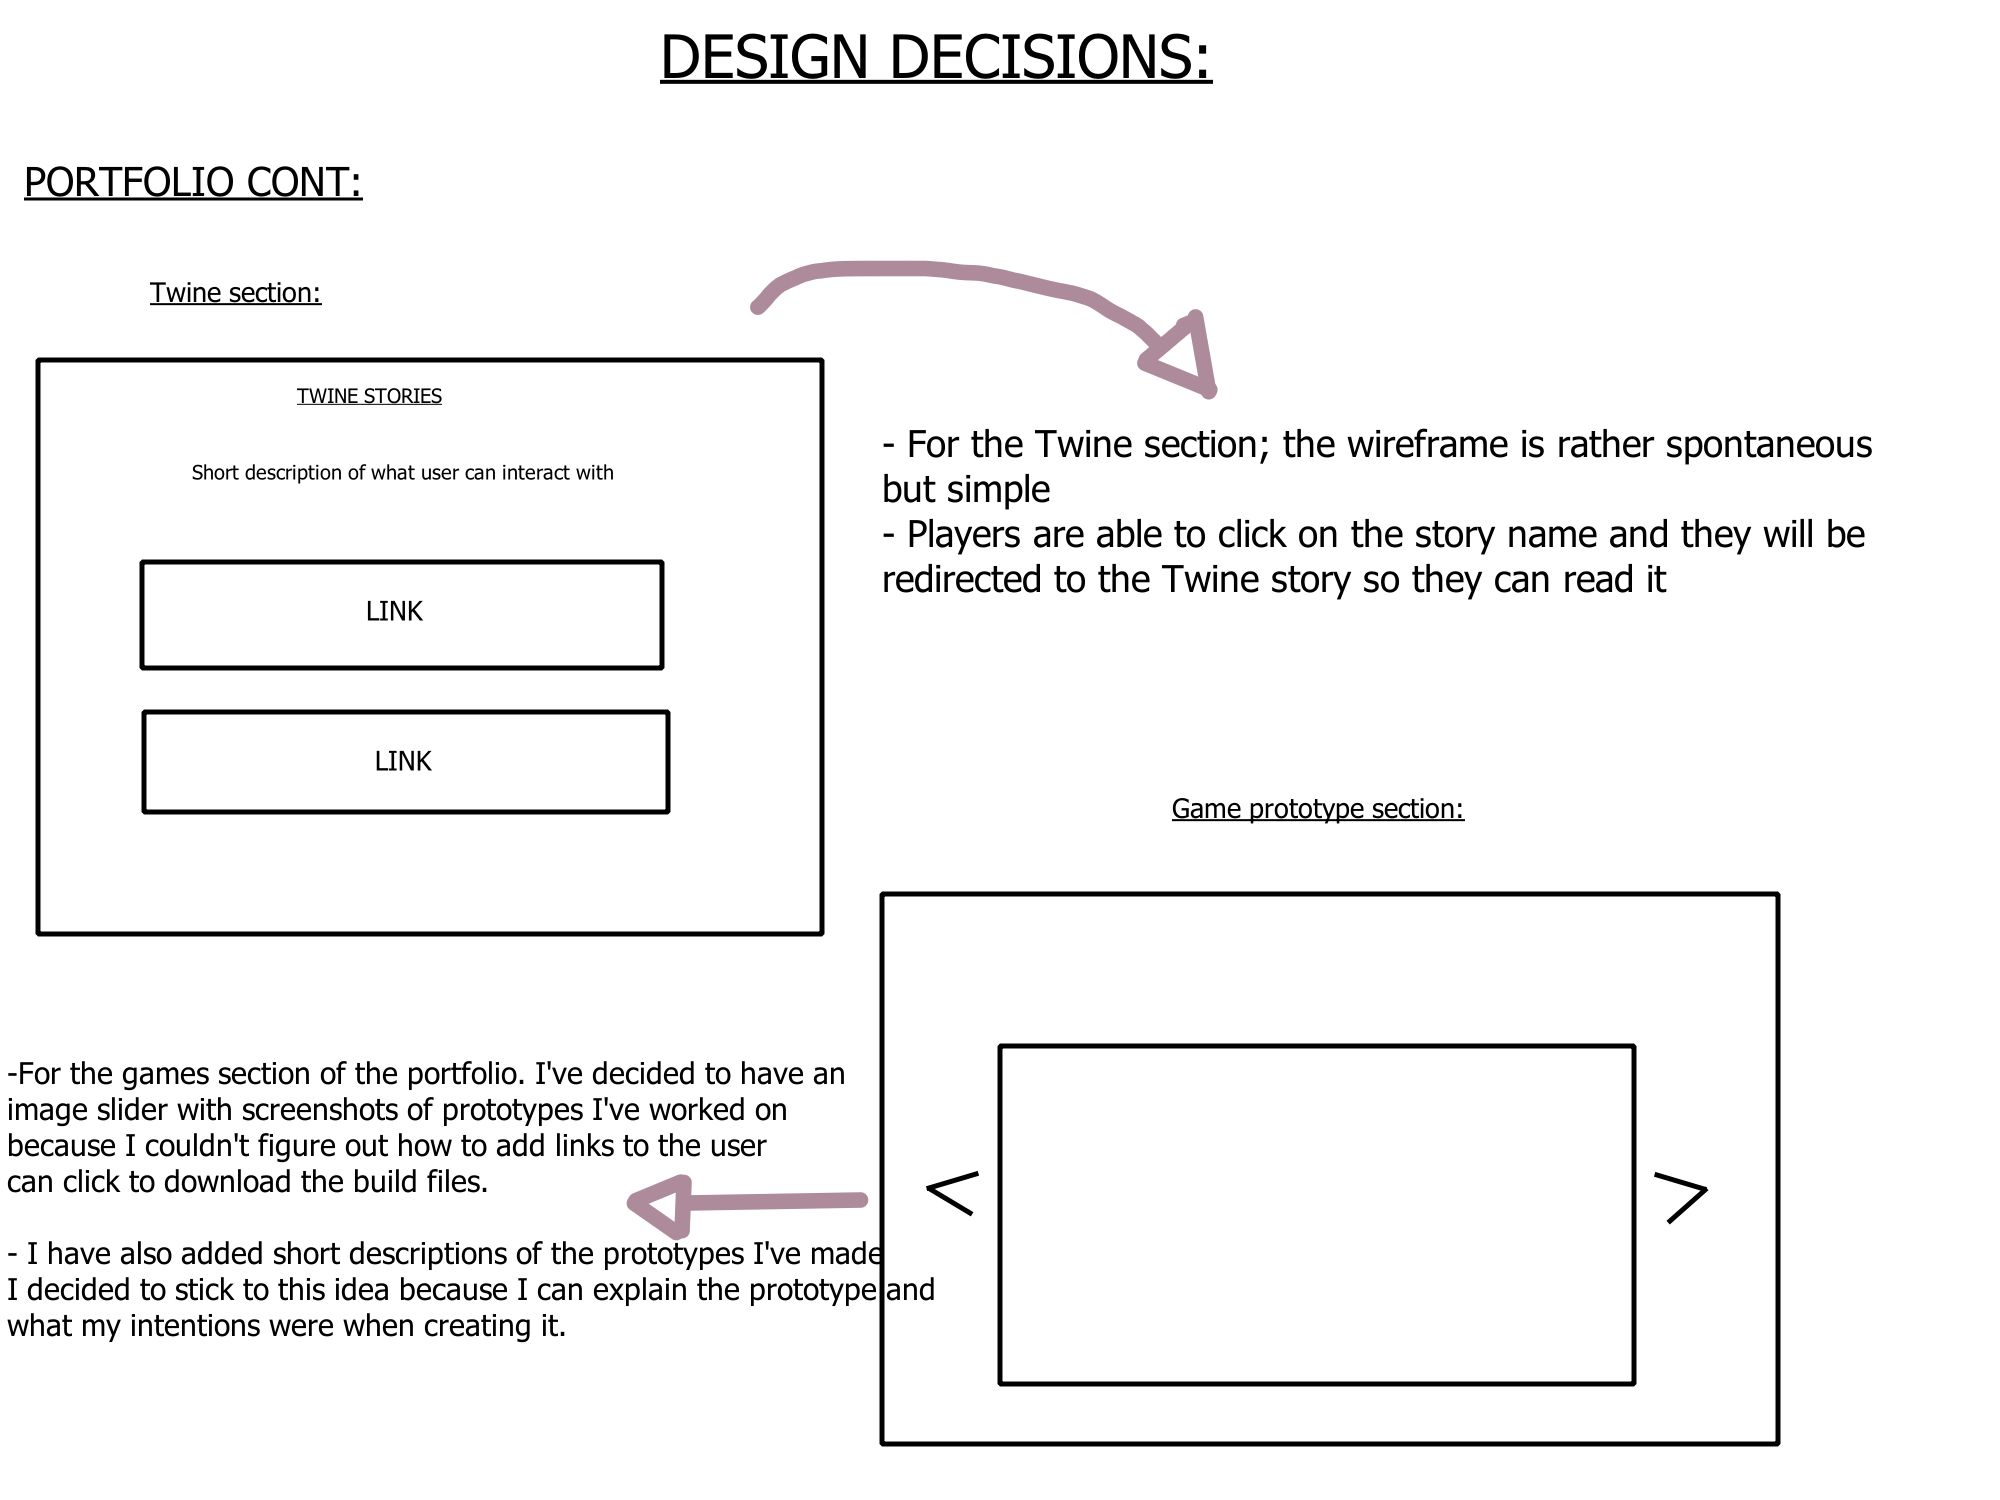 DESIGN DECISIONS:
PORTFOLIO CONT:
Twine section:
TWINE STORIES
Short description of what user can interact with
LINK
LINK
- For the Twine section; the wireframe is rather spontaneous
but simple
- Players are able to click on the story name and they will be
redirected to the Twine story so they can read it
Game prototype section:
<
>
-For the games section of the portfolio. I've decided to have an
image slider with screenshots of prototypes I've worked on
because I couldn't figure out how to add links to the user
can click to download the build files.
- I have also added short descriptions of the prototypes I've made
I decided to stick to this idea because I can explain the prototype and
what my intentions were when creating it.